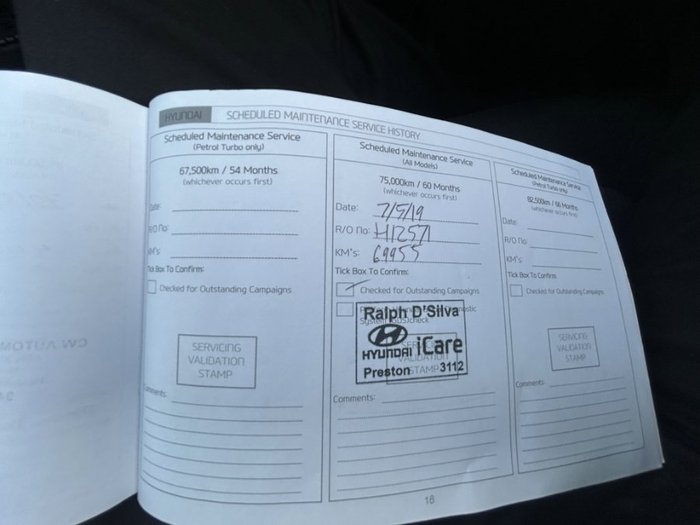 HYUNDAI SCHEDULED MAINTENANCE SERVICE HISTORY
Scheduled Maintenance Service
(Petrol Turbo only)
67,500km / 54 Months
(whichever occurs first)
Date:
R/O No:
KM's:
Tick Box To Confirm:
Checked for Outstanding Campaigns
SERVICING
VALIDATION
STAMP
Comments:
Scheduled Maintenance Service
(All Models)
75,000km / 60 Months
(whichever occurs first)
Date: 7/5/19
R/O No: H12571
KM's: 69955
Tick Box To Confirm:
Checked for Outstanding Campaigns
Ralph D'Silva
HYUNDAI iCare
Preston 3112
STAMP
Comments:
Scheduled Maintenance Service
(Petrol Turbo only)
82,500km / 66 Months
(whichever occurs first)
Date:
R/O No:
KM's:
Tick Box To Confirm:
Checked for Outstanding Campaigns
SERVICING
VALIDATION
STAMP
Comments:
16